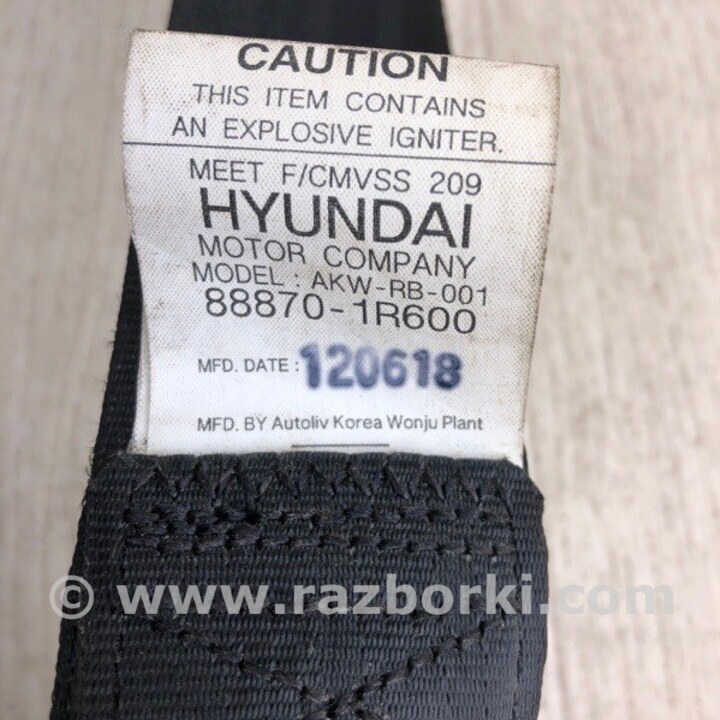 CAUTION
THIS ITEM CONTAINS
AN EXPLOSIVE IGNITER.
MEET F/CMVSS 209
HYUNDAI
MOTOR COMPANY
MODEL : AKW-RB-001
88870-1R600
MFD. DATE : 120618
MFD. BY Autoliv Korea Wonju Plant
© www.razborki.com